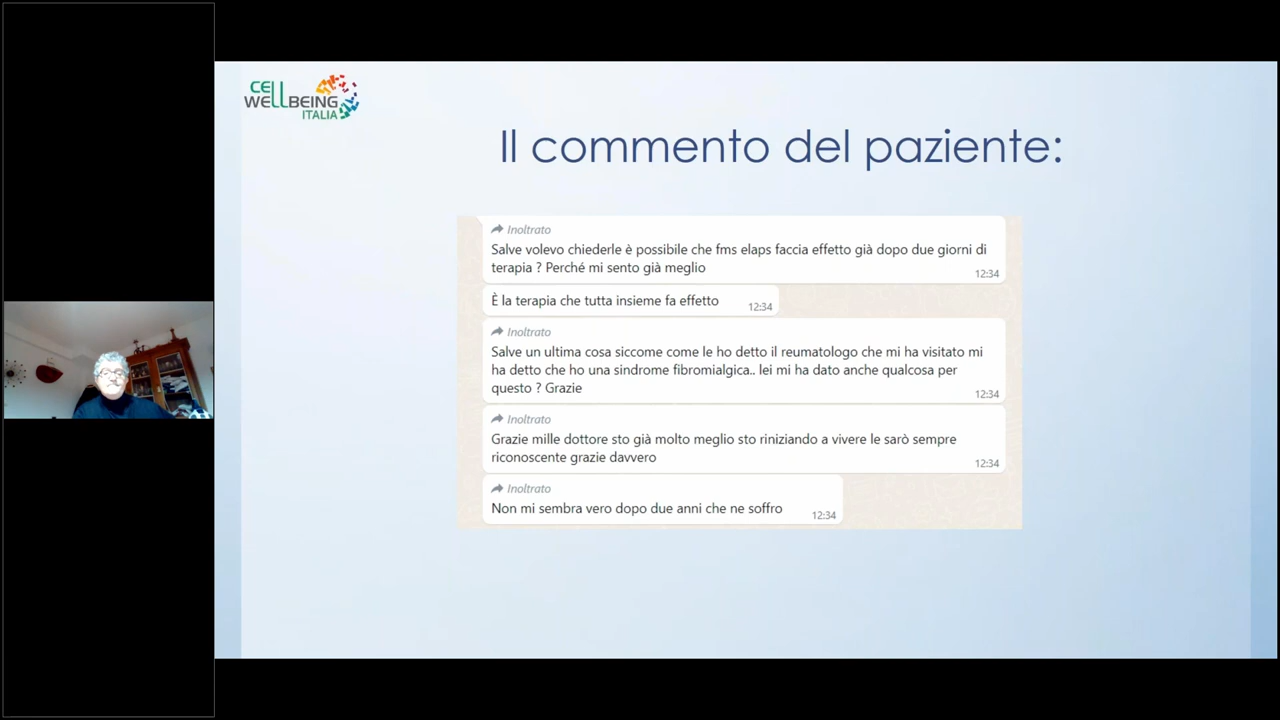 CELL
WELLBEING
ITALIA
Il commento del paziente:
Inoltrato
Salve volevo chiederle è possibile che fms elaps faccia effetto già dopo due giorni di
terapia ? Perché mi sento già meglio
12:34
È la terapia che tutta insieme fa effetto
12:34
Inoltrato
Salve un ultima cosa siccome come le ho detto il reumatologo che mi ha visitato mi
ha detto che ho una sindrome fibromialgica.. lei mi ha dato anche qualcosa per
questo ? Grazie
12:34
Inoltrato
Grazie mille dottore sto già molto meglio sto riniziando a vivere le sarò sempre
riconoscente grazie davvero
12:34
Inoltrato
Non mi sembra vero dopo due anni che ne soffro
12:34